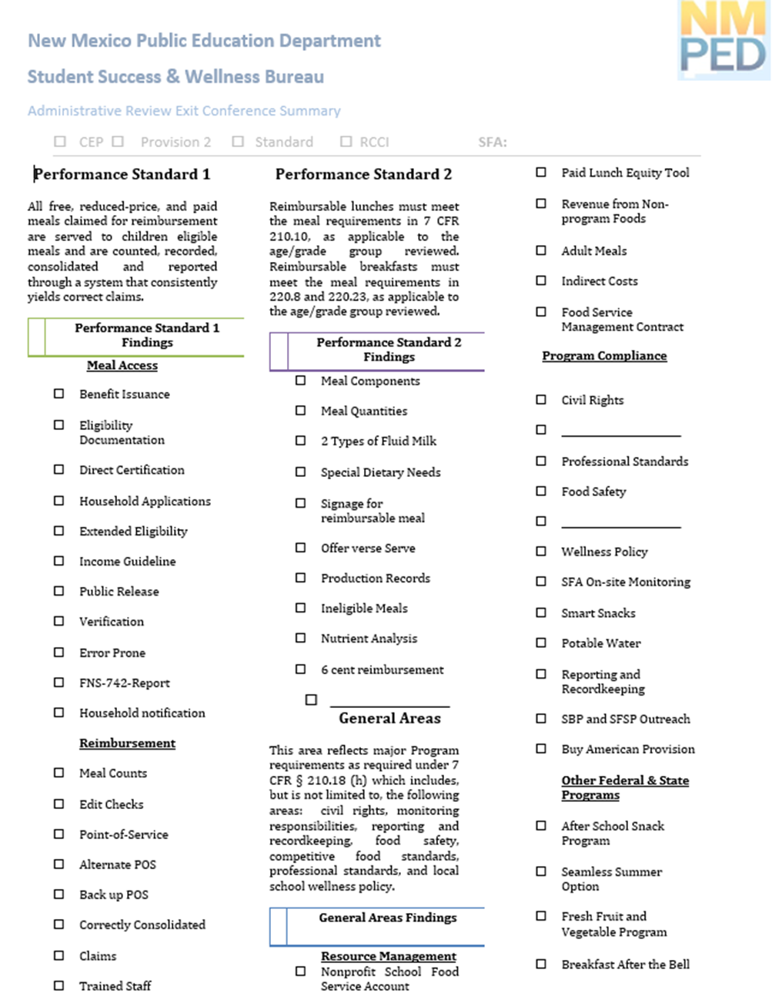 NM
PED
New Mexico Public Education Department
Student Success & Wellness Bureau
Administrative Review Exit Conference Summary
☐ CEP ☐ Provision 2 ☐ Standard ☐ RCCI SFA:
Performance Standard 1
All free, reduced-price, and paid
meals claimed for reimbursement
are served to children eligible
meals and are counted, recorded,
consolidated and reported
through a system that consistently
yields correct claims.
Performance Standard 1
Findings
Meal Access
☐ Benefit Issuance
☐ Eligibility
Documentation
☐ Direct Certification
☐ Household Applications
☐ Extended Eligibility
☐ Income Guideline
☐ Public Release
☐ Verification
☐ Error Prone
☐ FNS-742-Report
☐ Household notification
Reimbursement
☐ Meal Counts
☐ Edit Checks
☐ Point-of-Service
☐ Alternate POS
☐ Back up POS
☐ Correctly Consolidated
☐ Claims
☐ Trained Staff
Performance Standard 2
Reimbursable lunches must meet
the meal requirements in 7 CFR
210.10, as applicable to the
age/grade group reviewed.
Reimbursable breakfasts must
meet the meal requirements in
220.8 and 220.23, as applicable to
the age/grade group reviewed.
Performance Standard 2
Findings
☐ Meal Components
☐ Meal Quantities
☐ 2 Types of Fluid Milk
☐ Special Dietary Needs
☐ Signage for
reimbursable meal
☐ Offer verse Serve
☐ Production Records
☐ Ineligible Meals
☐ Nutrient Analysis
☐ 6 cent reimbursement
☐ ________________
General Areas
This area reflects major Program
requirements as required under 7
CFR § 210.18 (h) which includes,
but is not limited to, the following
areas: civil rights, monitoring
responsibilities, reporting and
recordkeeping, food safety,
competitive food standards,
professional standards, and local
school wellness policy.
General Areas Findings
Resource Management
☐ Nonprofit School Food
Service Account
☐ Paid Lunch Equity Tool
☐ Revenue from Non-
program Foods
☐ Adult Meals
☐ Indirect Costs
☐ Food Service
Management Contract
Program Compliance
☐ Civil Rights
☐ ________________
☐ Professional Standards
☐ Food Safety
☐ ________________
☐ Wellness Policy
☐ SFA On-site Monitoring
☐ Smart Snacks
☐ Potable Water
☐ Reporting and
Recordkeeping
☐ SBP and SFSP Outreach
☐ Buy American Provision
Other Federal & State
Programs
☐ After School Snack
Program
☐ Seamless Summer
Option
☐ Fresh Fruit and
Vegetable Program
☐ Breakfast After the Bell